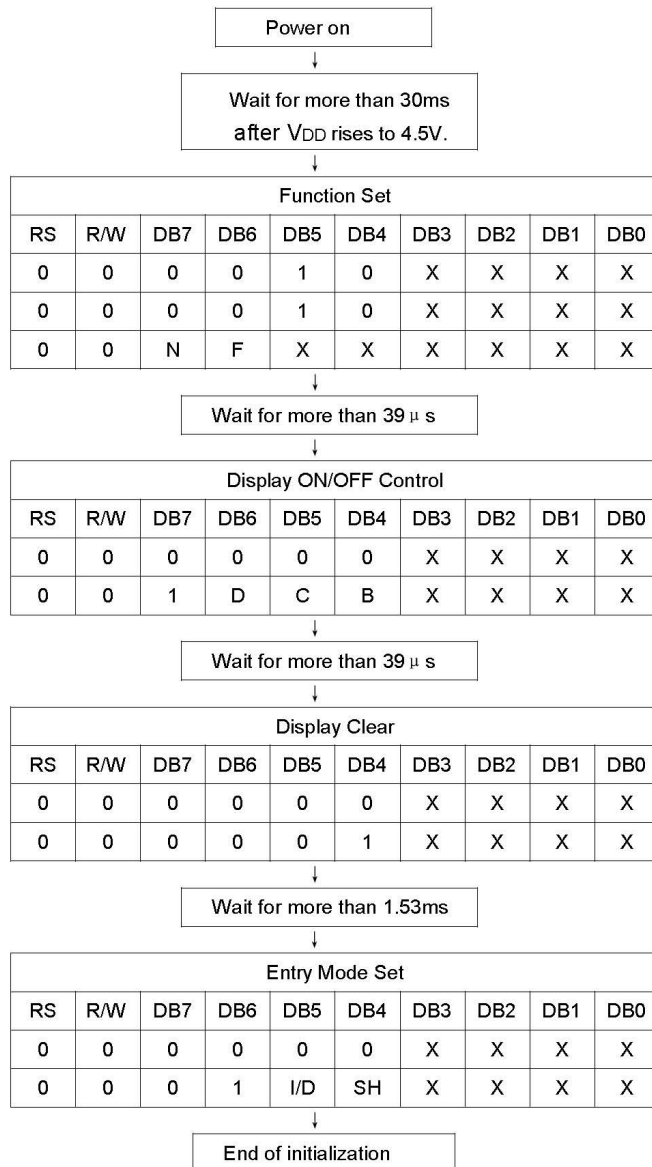 Power on
Wait for more than 30ms
after VDD rises to 4.5V.
Function Set
RS R/W DB7 DB6 DB5 DB4 DB3 DB2 DB1 DB0
0 0 0 0 1 0 X X X X
0 0 0 0 1 0 X X X X
0 0 N F X X X X X X
Wait for more than 39 μs
Display ON/OFF Control
RS R/W DB7 DB6 DB5 DB4 DB3 DB2 DB1 DB0
0 0 0 0 0 0 X X X X
0 0 1 D C B X X X X
Wait for more than 39 μs
Display Clear
RS R/W DB7 DB6 DB5 DB4 DB3 DB2 DB1 DB0
0 0 0 0 0 0 X X X X
0 0 0 0 0 1 X X X X
Wait for more than 1.53ms
Entry Mode Set
RS R/W DB7 DB6 DB5 DB4 DB3 DB2 DB1 DB0
0 0 0 0 0 0 X X X X
0 0 0 1 I/D SH X X X X
End of initialization